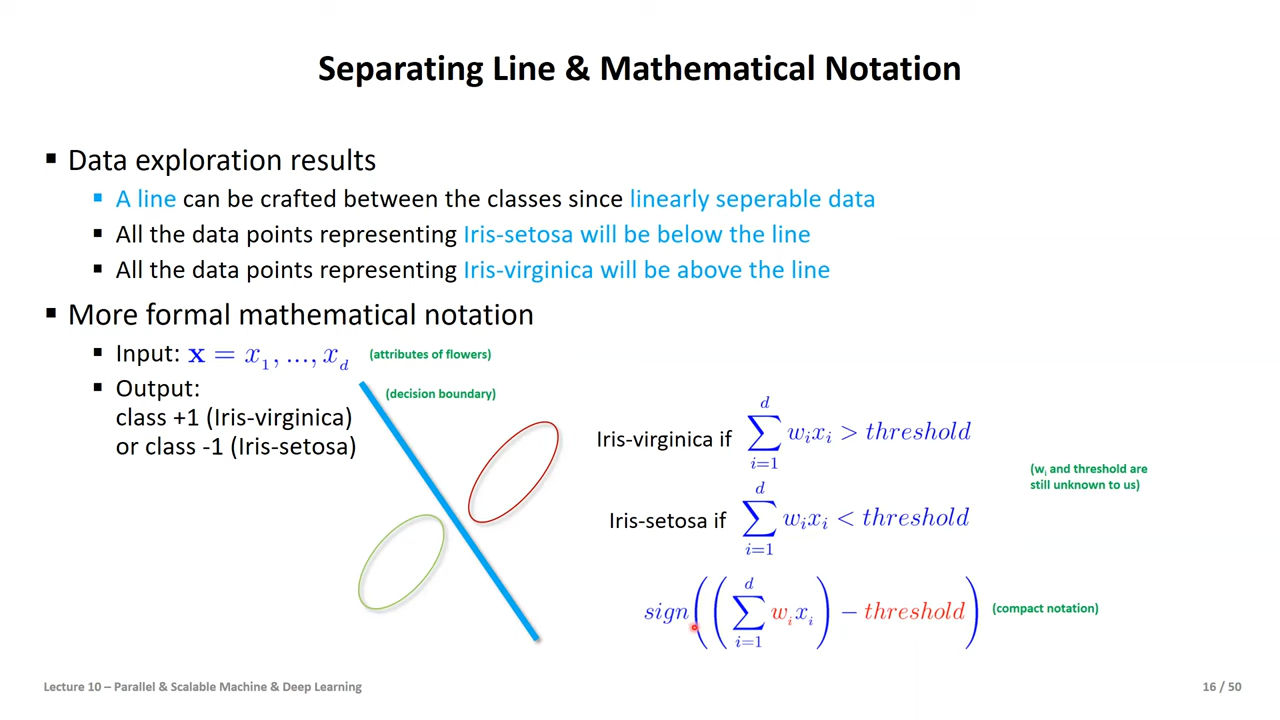 Separating Line & Mathematical Notation
▪ Data exploration results
▪ A line can be crafted between the classes since linearly seperable data
▪ All the data points representing Iris-setosa will be below the line
▪ All the data points representing Iris-virginica will be above the line
▪ More formal mathematical notation
▪ Input: x = x₁, ..., x_d (attributes of flowers)
▪ Output:
class +1 (Iris-virginica)
or class -1 (Iris-setosa)
(decision boundary)
Iris-virginica if ∑_{i=1}^{d} wᵢxᵢ > threshold
Iris-setosa if ∑_{i=1}^{d} wᵢxᵢ < threshold
(wᵢ and threshold are
still unknown to us)
sign((∑_{i=1}^{d} wᵢxᵢ) − threshold) (compact notation)
Lecture 10 – Parallel & Scalable Machine & Deep Learning
16 / 50